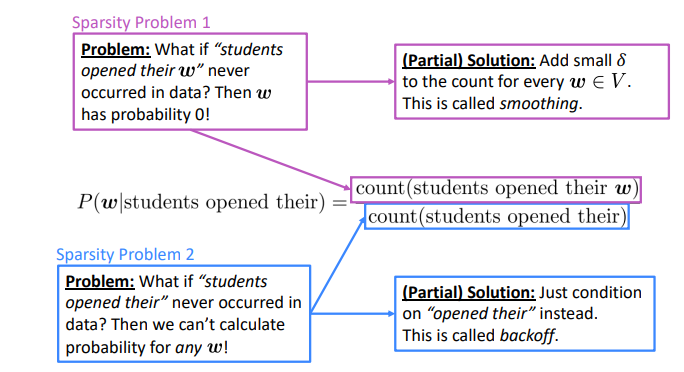 Sparsity Problem 1
Problem: What if “students
opened their w” never
occurred in data? Then w
has probability 0!
(Partial) Solution: Add small δ
to the count for every w ∈ V.
This is called smoothing.
P(w|students opened their) =
count(students opened their w)
count(students opened their)
Sparsity Problem 2
Problem: What if “students
opened their” never occurred in
data? Then we can’t calculate
probability for any w!
(Partial) Solution: Just condition
on “opened their” instead.
This is called backoff.